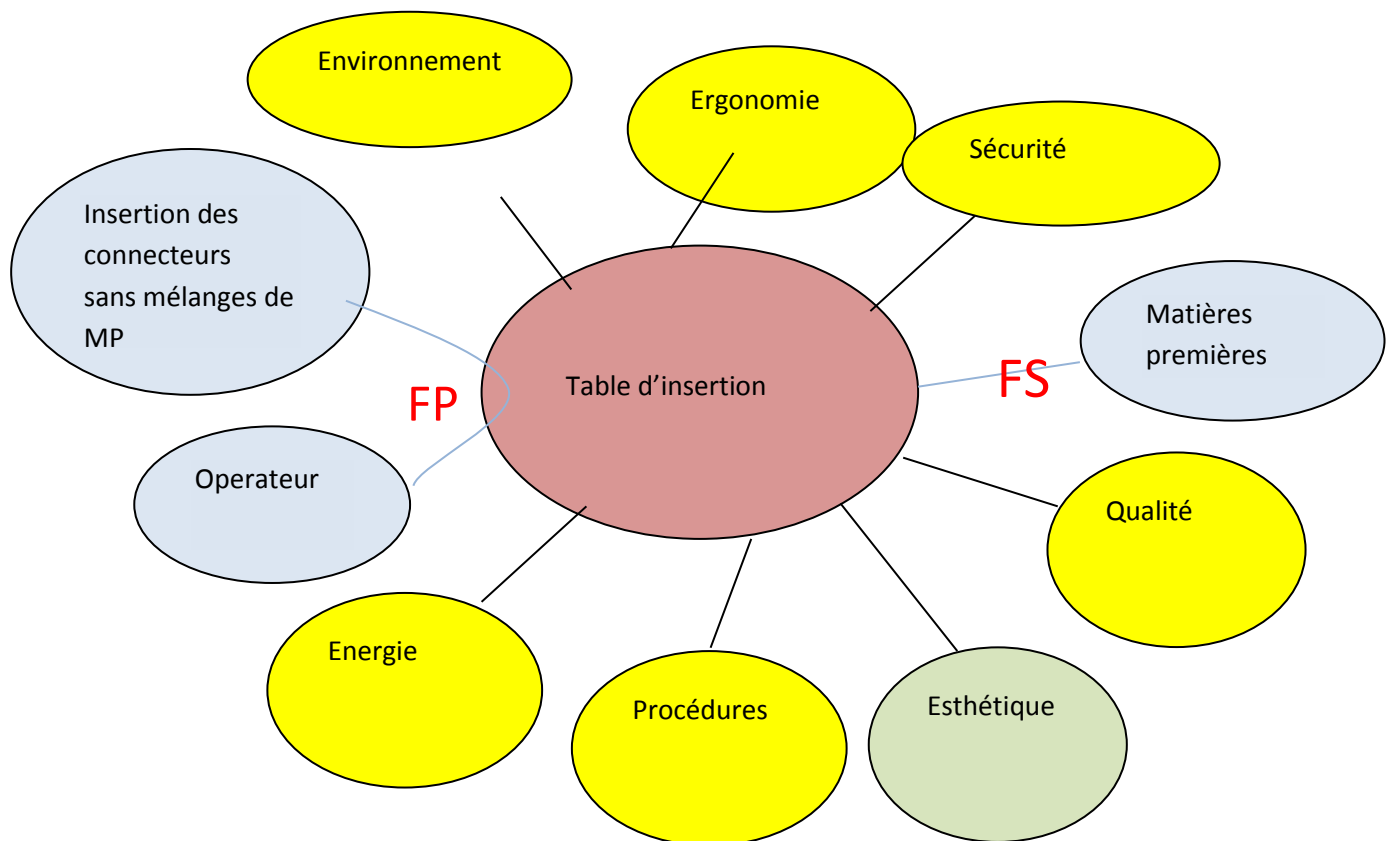 Environnement
Ergonomie
Sécurité
Insertion des
connecteurs
sans mélanges de
MP
Matières
premières
FP
Table d’insertion
FS
Operateur
Qualité
Energie
Procédures
Esthétique